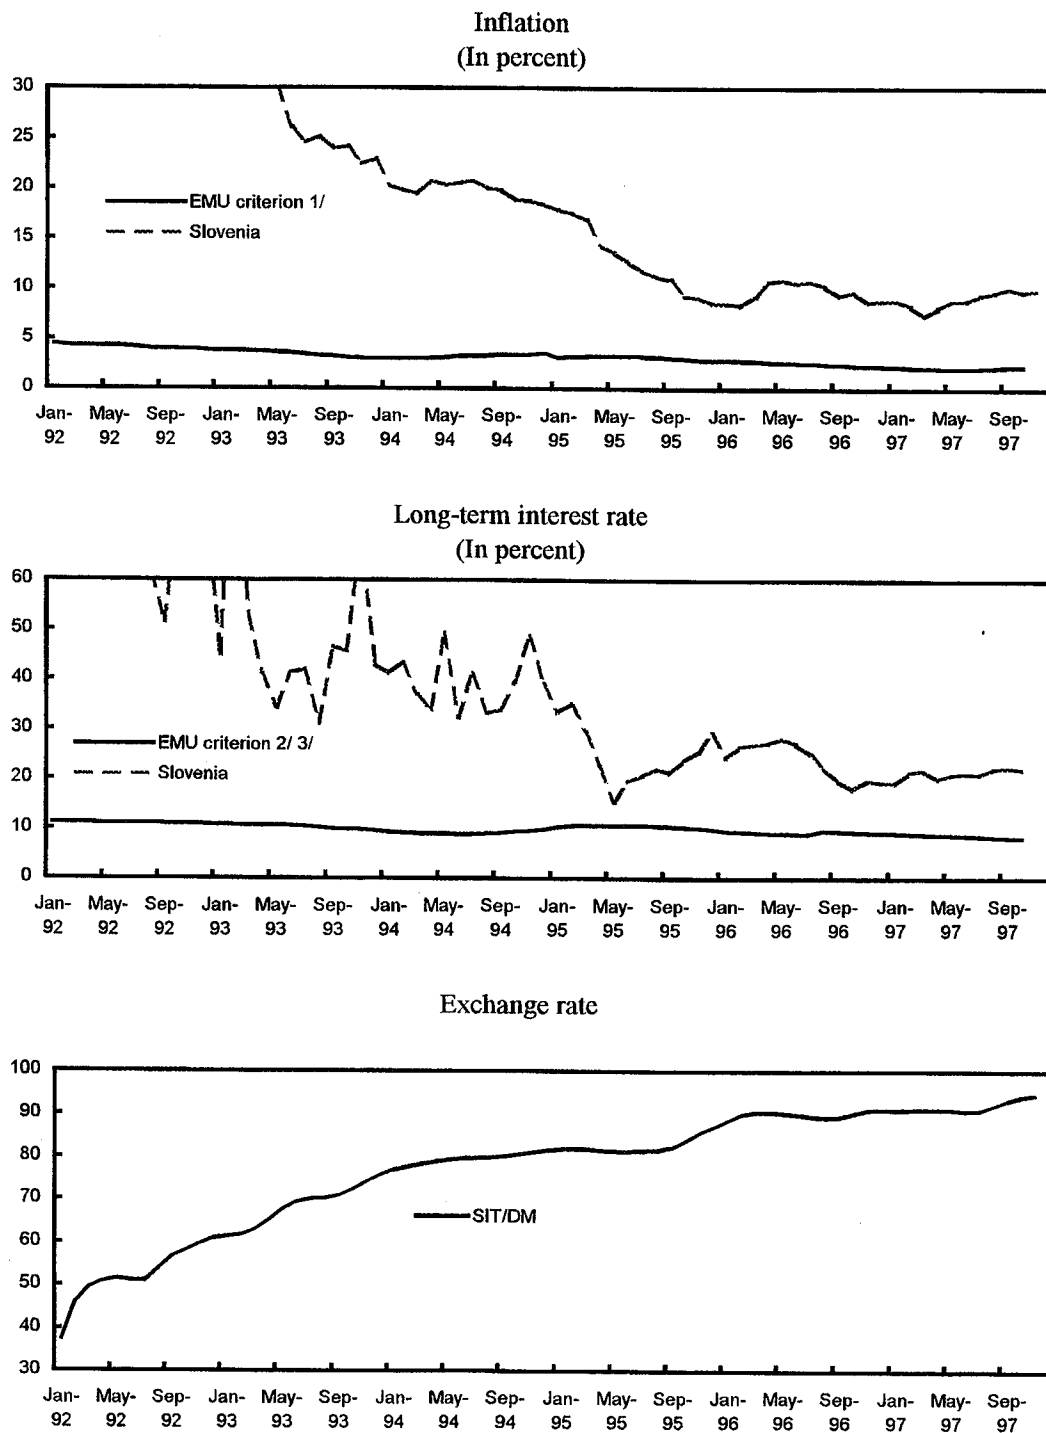 Inflation
(In percent)
30
25
20
15
10
5
0
EMU criterion 1/
Slovenia
Jan- May- Sep- Jan- May- Sep- Jan- May- Sep- Jan- May- Sep- Jan- May- Sep- Jan- May- Sep-
92 92 92 93 93 93 94 94 94 95 95 95 96 96 96 97 97 97
Long-term interest rate
(In percent)
60
50
40
30
20
10
0
EMU criterion 2/ 3/
Slovenia
Jan- May- Sep- Jan- May- Sep- Jan- May- Sep- Jan- May- Sep- Jan- May- Sep- Jan- May- Sep-
92 92 92 93 93 93 94 94 94 95 95 95 96 96 96 97 97 97
Exchange rate
100
90
80
70
60
50
40
30
SIT/DM
Jan- May- Sep- Jan- May- Sep- Jan- May- Sep- Jan- May- Sep- Jan- May- Sep- Jan- May- Sep-
92 92 92 93 93 93 94 94 94 95 95 95 96 96 96 97 97 97